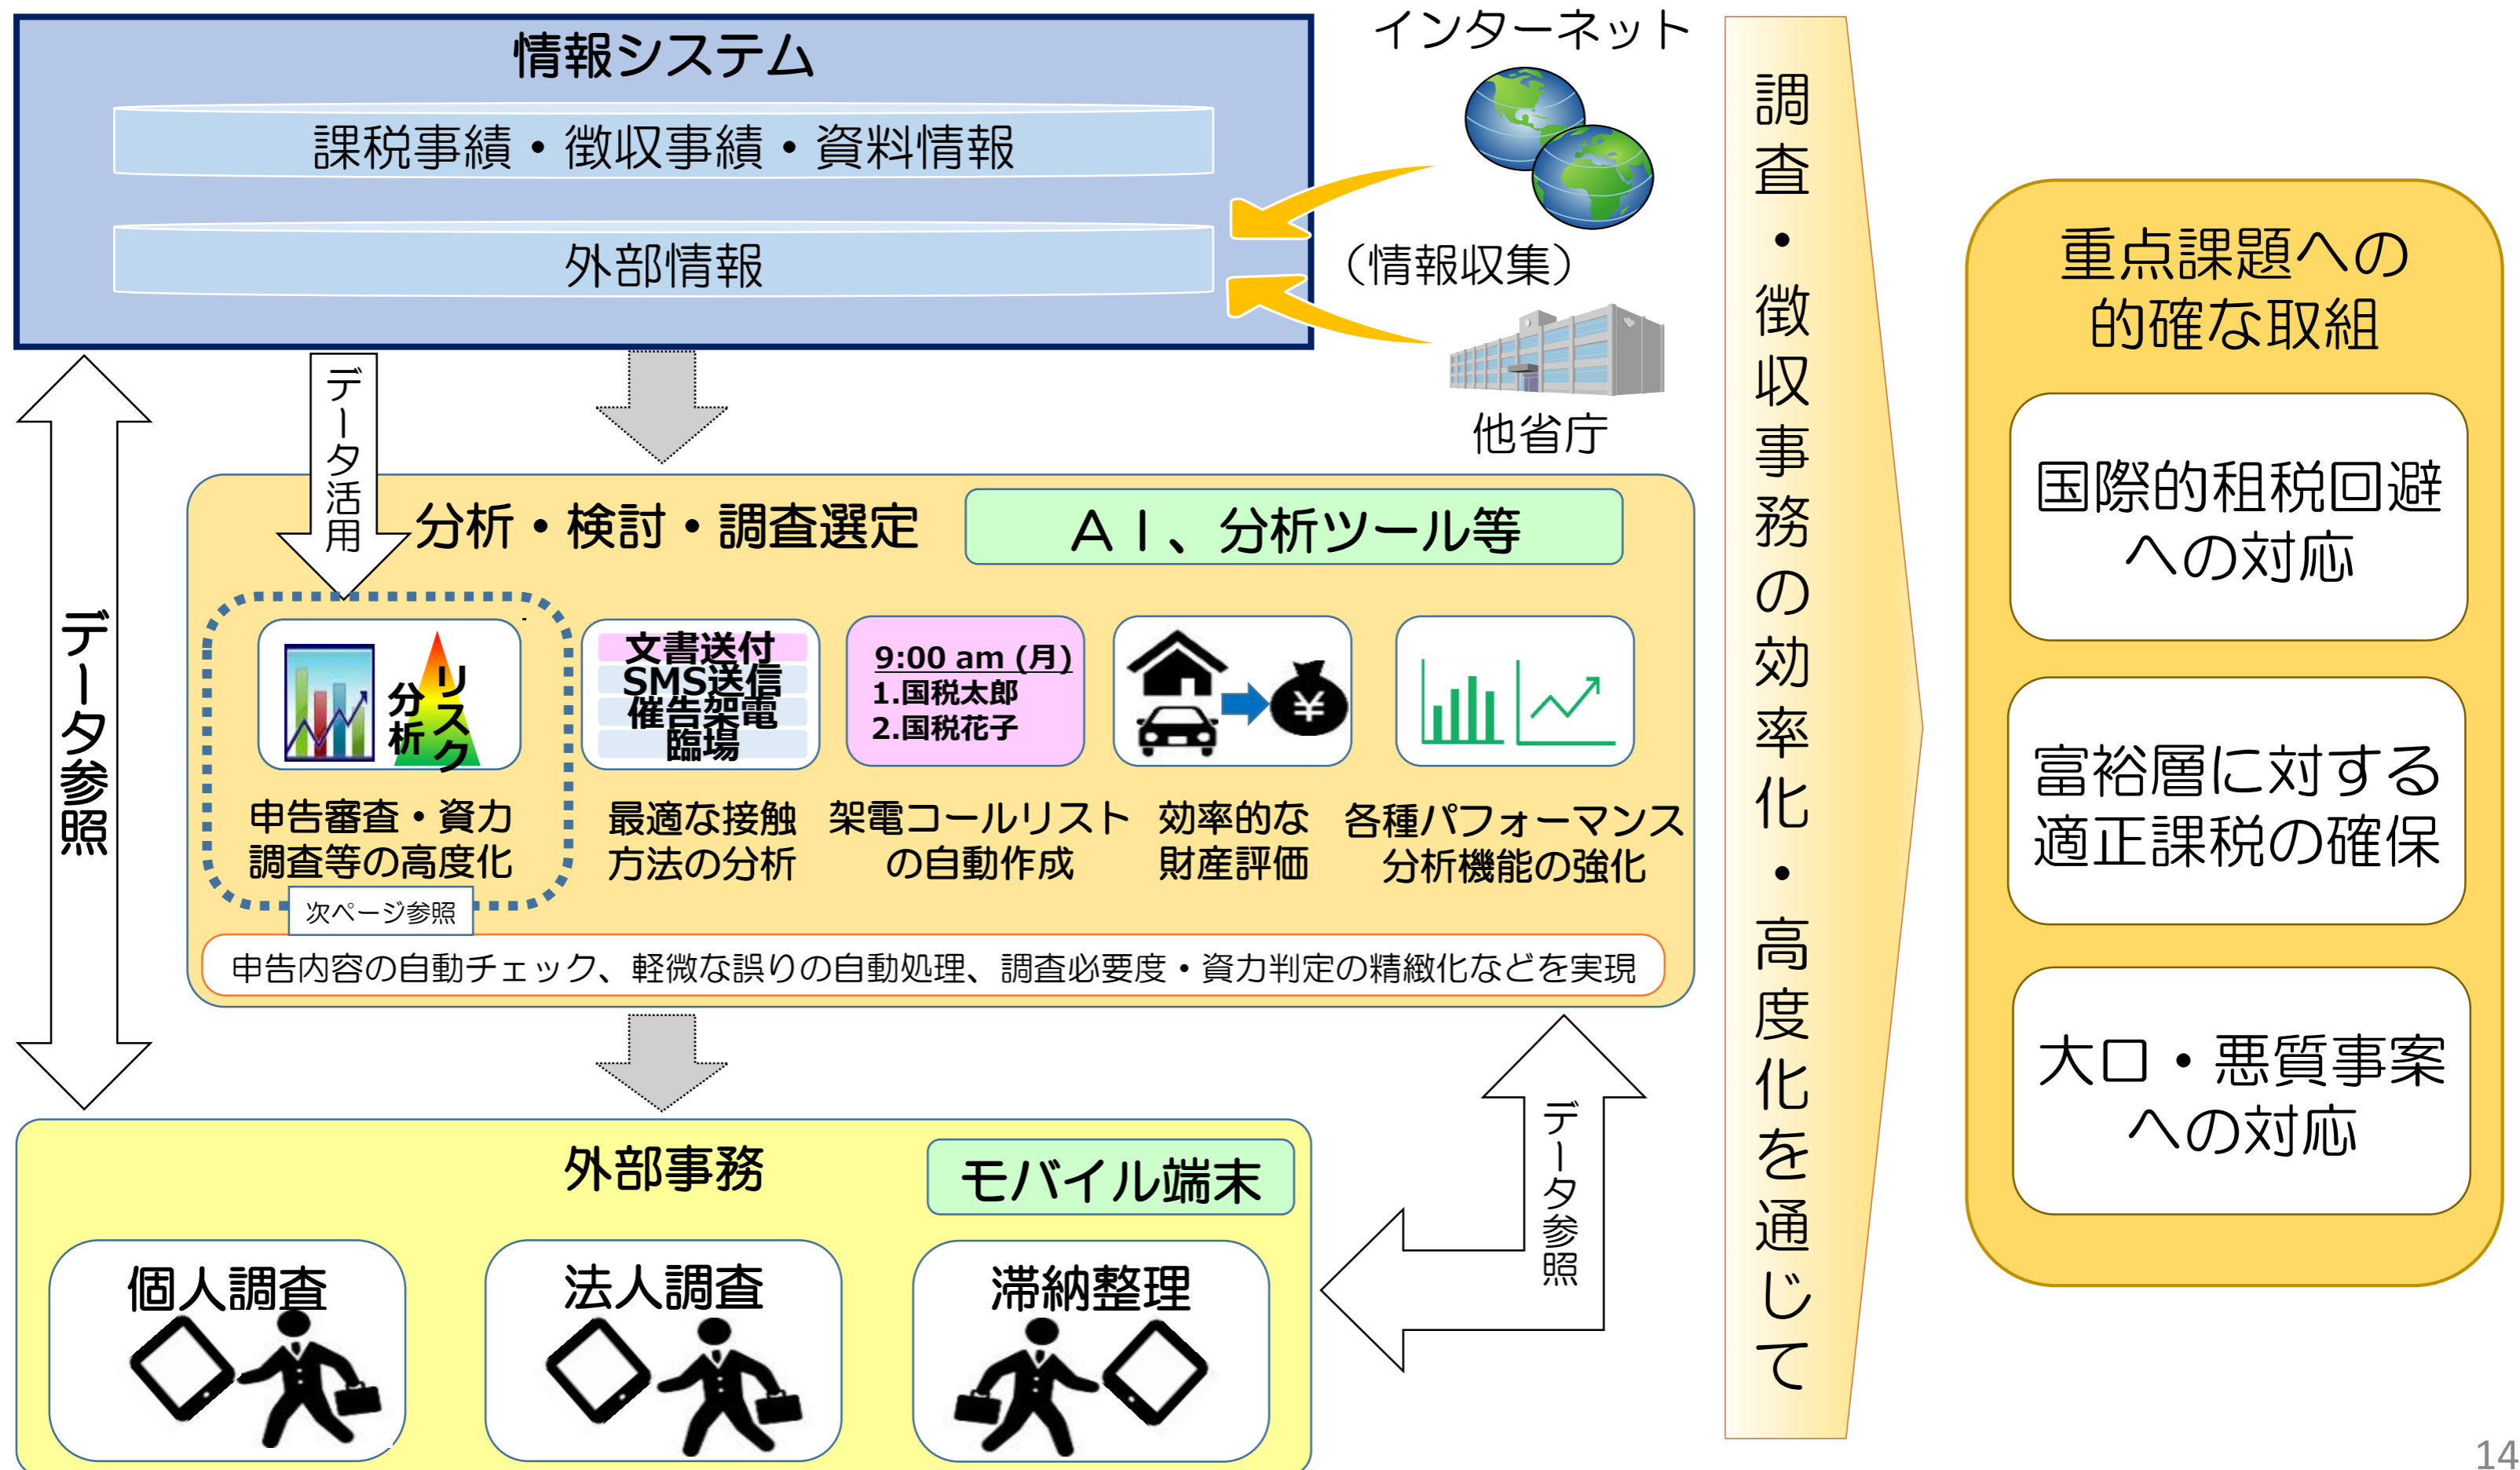 情報システム
課税事績・徴収事績・資料情報
外部情報
インターネット
（情報収集）
他省庁
データ参照
データ活用
分析・検討・調査選定
ＡＩ、分析ツール等
リスク
分析
申告審査・資力
調査等の高度化
次ページ参照
文書送付
SMS送信
催告架電
臨場
最適な接触
方法の分析
9:00 am (月)
1.国税太郎
2.国税花子
架電コールリスト
の自動作成
¥
効率的な
財産評価
各種パフォーマンス
分析機能の強化
申告内容の自動チェック、軽微な誤りの自動処理、調査必要度・資力判定の精緻化などを実現
データ参照
外部事務
モバイル端末
個人調査
法人調査
滞納整理
調査・徴収事務の効率化・高度化を通じて
重点課題への
的確な取組
国際的租税回避
への対応
富裕層に対する
適正課税の確保
大口・悪質事案
への対応
14